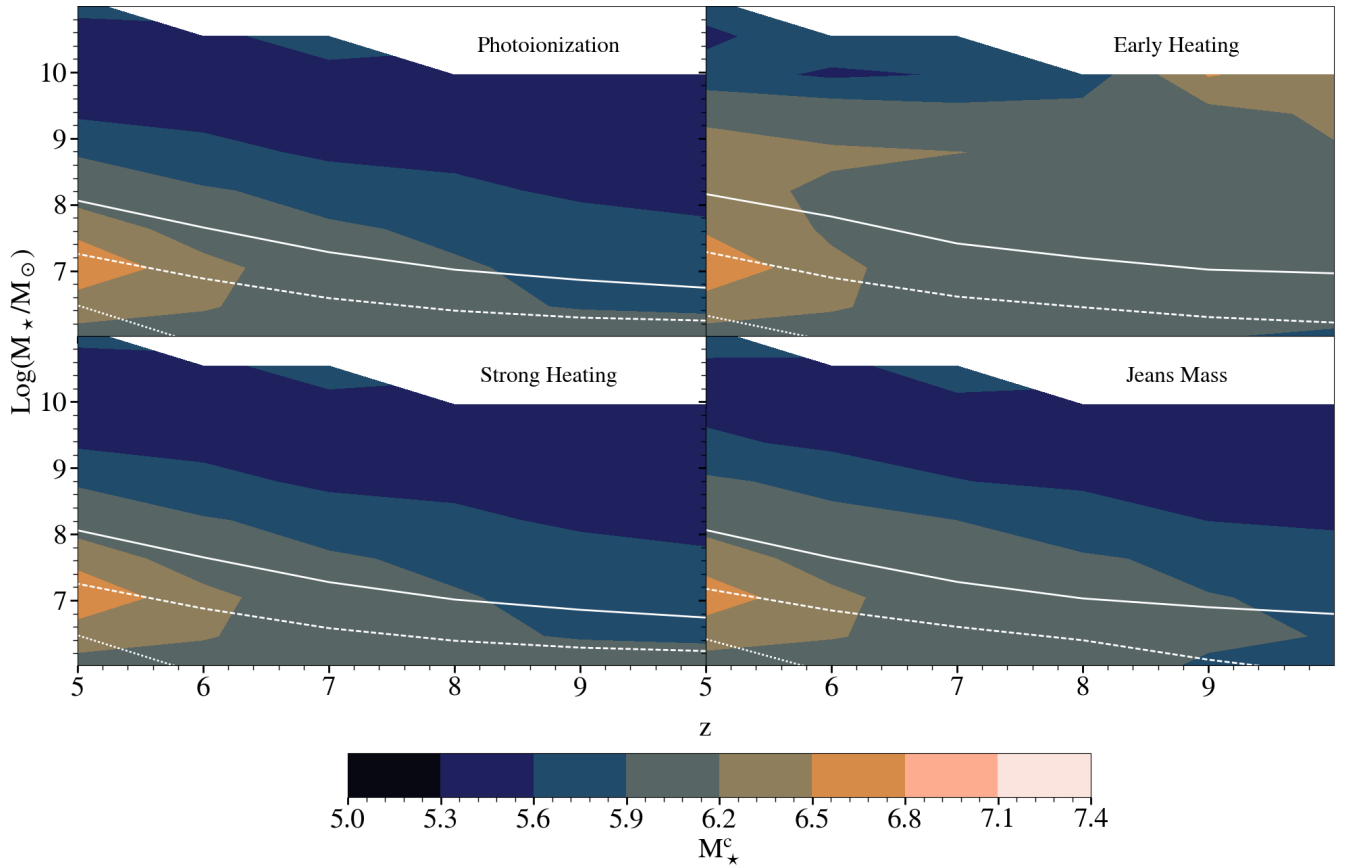 Photoionization
Early Heating
10
9
8
7
Log(M⋆/M⊙)
Strong Heating
Jeans Mass
10
9
8
7
5 6 7 8 9 5 6 7 8 9
z
5.0 5.3 5.6 5.9 6.2 6.5 6.8 7.1 7.4
M⋆ᶜ